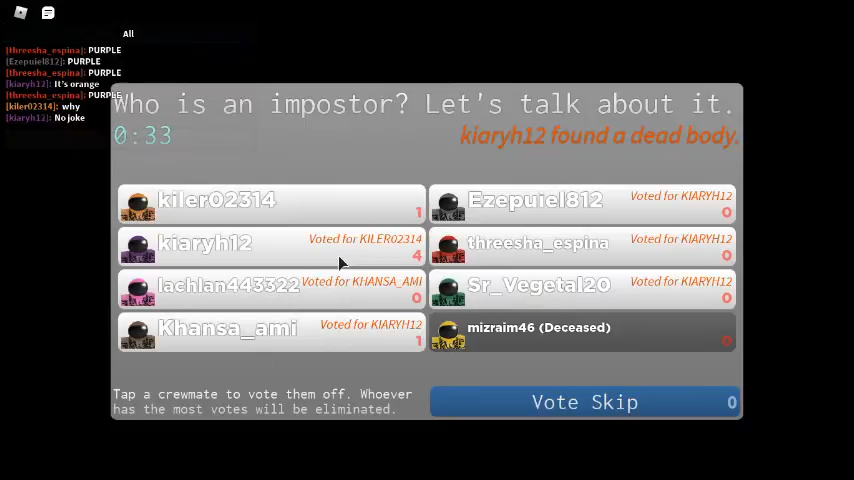 All
[threesha_espina]: PURPLE
[Ezepuiel812]: PURPLE
[threesha_espina]: PURPLE
[kiaryh12]: It's orange
[threesha_espina]: PURPLE
[kiler02314]: why
[kiaryh12]: No joke
Who is an impostor? Let's talk about it.
0:33
kiaryh12 found a dead body.
kiler02314
1
Ezepuiel812
Voted for KIARYH12
0
kiaryh12
Voted for KILER02314
4
threesha_espina
Voted for KIARYH12
0
lachlan443322
Voted for KHANSA_AMI
0
Sr_Vegetal20
Voted for KIARYH12
0
Khansa_ami
Voted for KIARYH12
1
mizraim46 (Deceased)
0
Tap a crewmate to vote them off. Whoever
has the most votes will be eliminated.
Vote Skip
0